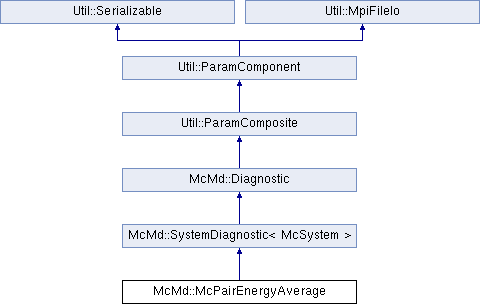 Util::Serializable
Util::MpiFileIo
Util::ParamComponent
Util::ParamComposite
McMd::Diagnostic
McMd::SystemDiagnostic< McSystem >
McMd::McPairEnergyAverage